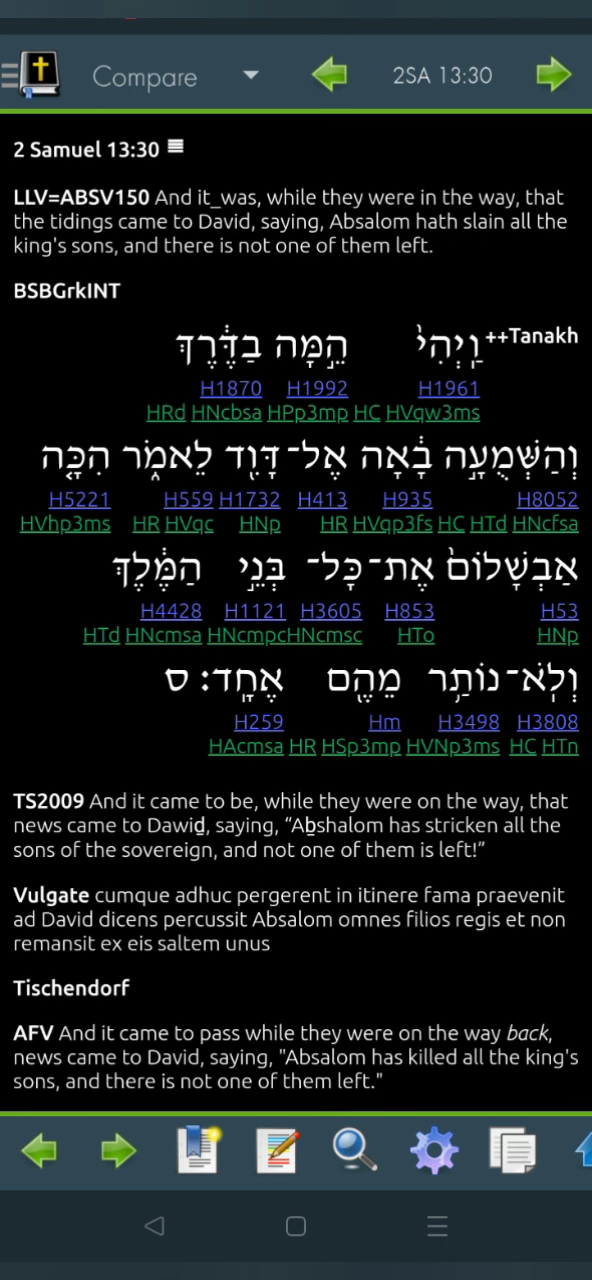 Compare
2SA 13:30
2 Samuel 13:30
LLV=ABSV150 And it_was, while they were in the way, that
the tidings came to David, saying, Absalom hath slain all the
king's sons, and there is not one of them left.
BSBGrkINT
++Tanakh וַֽיְהִי֙ הֵ֣מָּה בַדֶּ֔רֶךְ
H1870 H1992 H1961
HRd HNcbsa HPp3mp HC HVqw3ms
וְהַשְּׁמֻעָ֣ה בָ֔אָה אֶל־ דָּוִ֖ד לֵאמֹ֑ר הִכָּ֤ה
H5221 H559 H1732 H413 H935 H8052
HVhp3ms HR HVqc HNp HR HVqp3fs HC HTd HNcfsa
אַבְשָׁלוֹם֙ אֶת־ כָּל־ בְּנֵ֣י הַמֶּ֔לֶךְ
H4428 H1121 H3605 H853 H53
HTd HNcmsa HNcmpcHNcmsc HTo HNp
וְלֹֽא־ נוֹתַ֥ר מֵהֶ֖ם אֶחָֽד׃ ס
H259 Hm H3498 H3808
HAcmsa HR HSp3mp HVNp3ms HC HTn
TS2009 And it came to be, while they were on the way, that
news came to Dawiḏ, saying, “Aḇshalom has stricken all the
sons of the sovereign, and not one of them is left!”
Vulgate cumque adhuc pergerent in itinere fama praevenit
ad David dicens percussit Absalom omnes filios regis et non
remansit ex eis saltem unus
Tischendorf
AFV And it came to pass while they were on the way back,
news came to David, saying, "Absalom has killed all the king's
sons, and there is not one of them left."